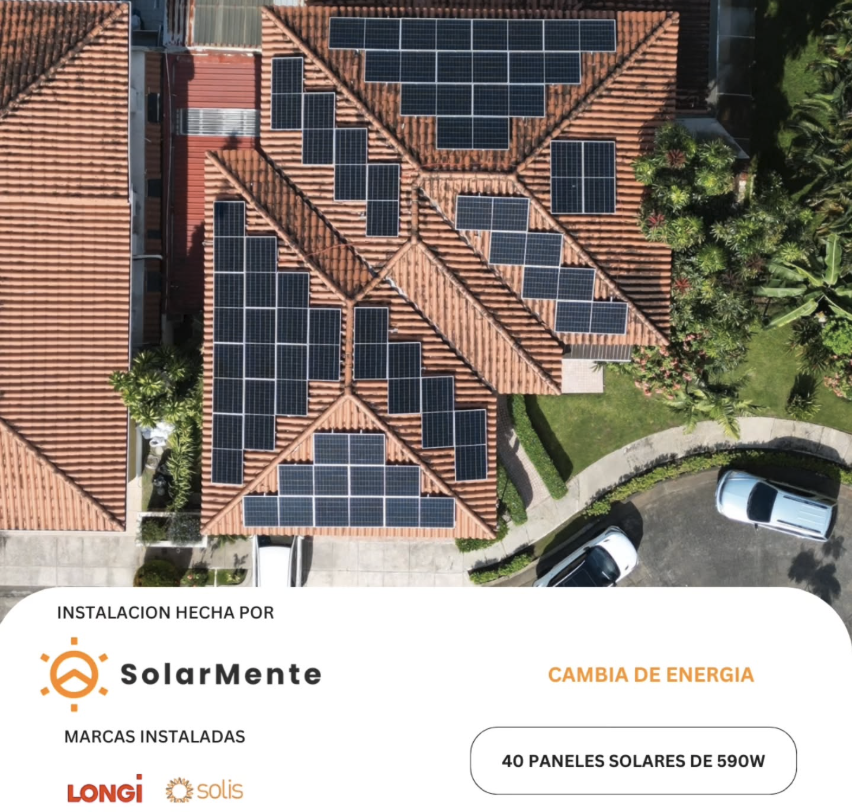 INSTALACION HECHA POR
SolarMente
CAMBIA DE ENERGIA
MARCAS INSTALADAS
40 PANELES SOLARES DE 590W
LONGi
solis